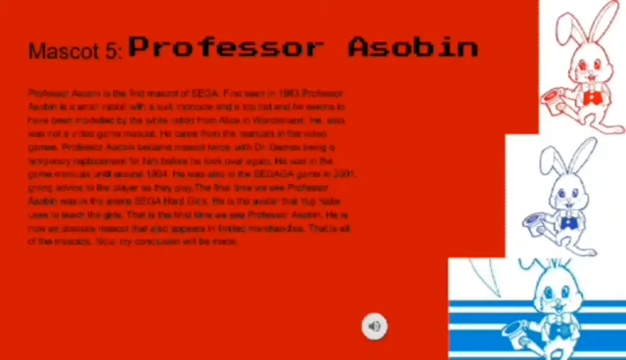 Mascot 5: Professor Asobin
Professor Asobin is the first mascot of SEGA. First seen in 1983 Professor
Asobin is a small rabbit with a suit, monocle and a top hat and he seems to
have been modelled by the white rabbit from Alice in Wonderland. He, also,
was not a video game mascot. He came from the manuals in the video
games. Professor Asobin became mascot twice, with Dr. Games being a
temporary replacement for him before he took over again. He was in the
game manuals until around 1984. He was also in the SEGAGA game in 2001,
giving advice to the player as they play.The final time we see Professor
Asobin was in the anime SEGA Hard Girls. He is the avatar that
uses to teach the girls. That is the final time we see Professor Asobin. He is
now an obscure mascot that also appears in limited merchandise. That is all
of the mascots. Now, my conclusion will be made.